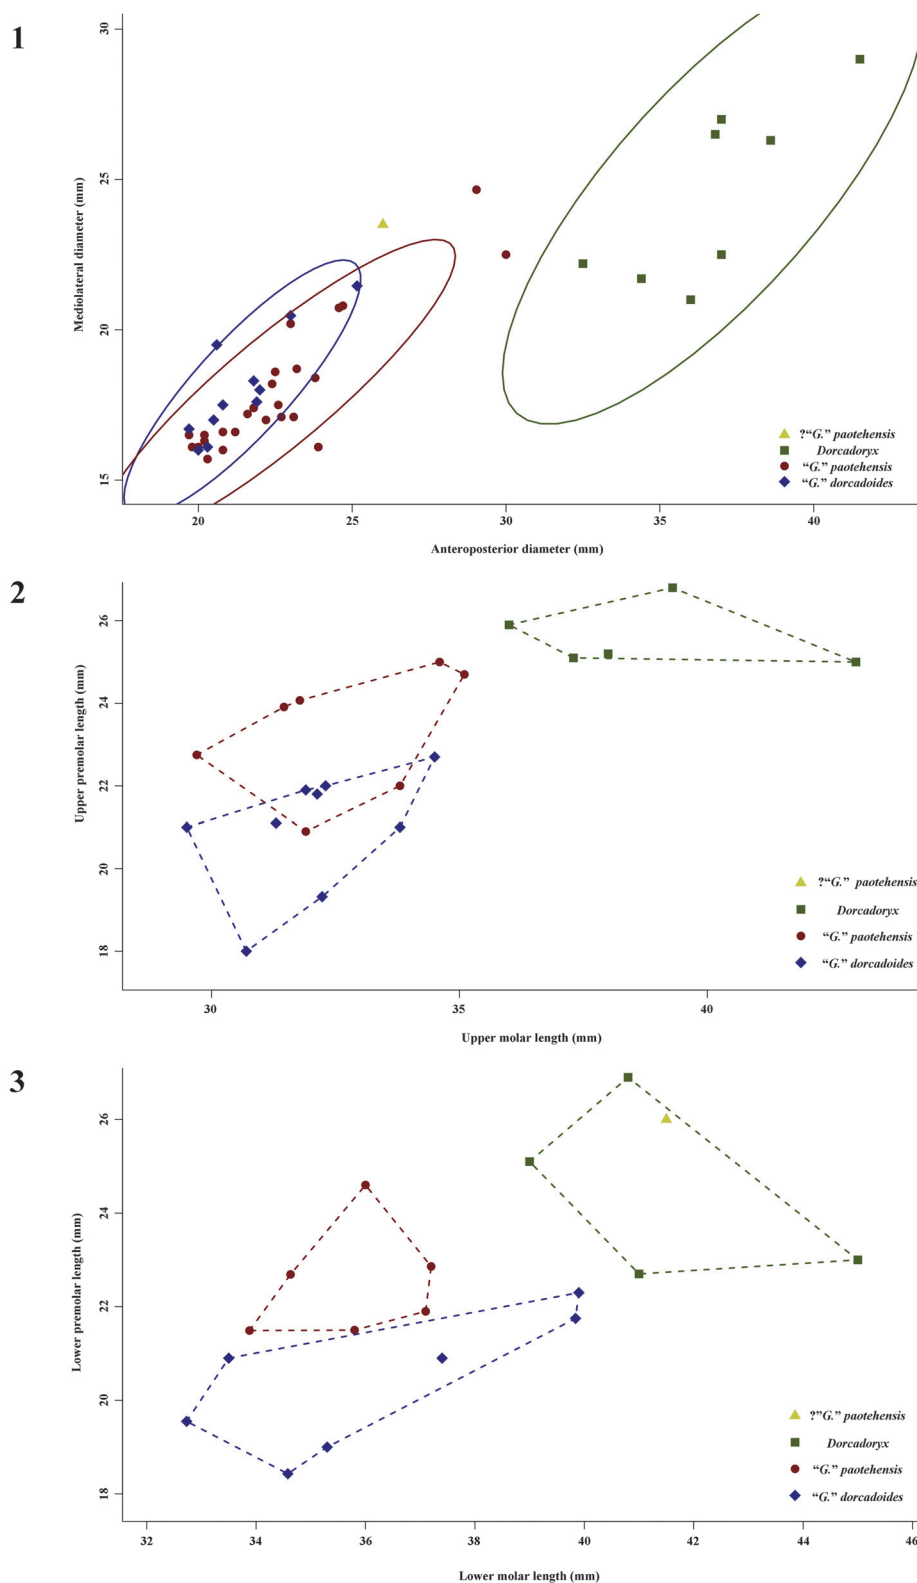 1
30
25
20
15
Mediolateral diameter (mm)
?“G.” paotehensis
Dorcadoryx
“G.” paotehensis
“G.” dorcadoides
20 25 30 35 40
Anteroposterior diameter (mm)
2
26
24
22
20
18
Upper premolar length (mm)
?“G.” paotehensis
Dorcadoryx
“G.” paotehensis
“G.” dorcadoides
30 35 40
Upper molar length (mm)
3
26
24
22
20
18
Lower premolar length (mm)
?”G.” paotehensis
Dorcadoryx
“G.” paotehensis
“G.” dorcadoides
32 34 36 38 40 42 44 46
Lower molar length (mm)